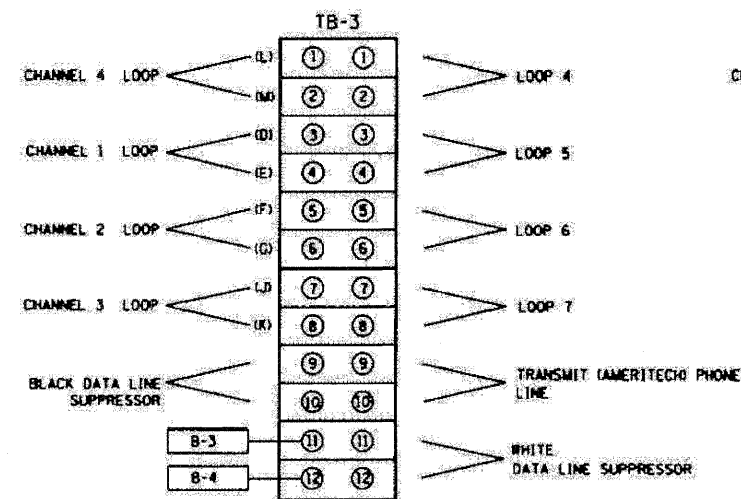 TB-3
CHANNEL 4 LOOP (L) 1 1 LOOP 4
(M) 2 2
CHANNEL 1 LOOP (D) 3 3 LOOP 5
(E) 4 4
CHANNEL 2 LOOP (F) 5 5 LOOP 6
(G) 6 6
CHANNEL 3 LOOP (J) 7 7 LOOP 7
(K) 8 8
BLACK DATA LINE
SUPPRESSOR
9 9
10 10
TRANSMIT (AMERITECH) PHONE
LINE
B-3 11 11
B-4 12 12
WHITE
DATA LINE SUPPRESSOR